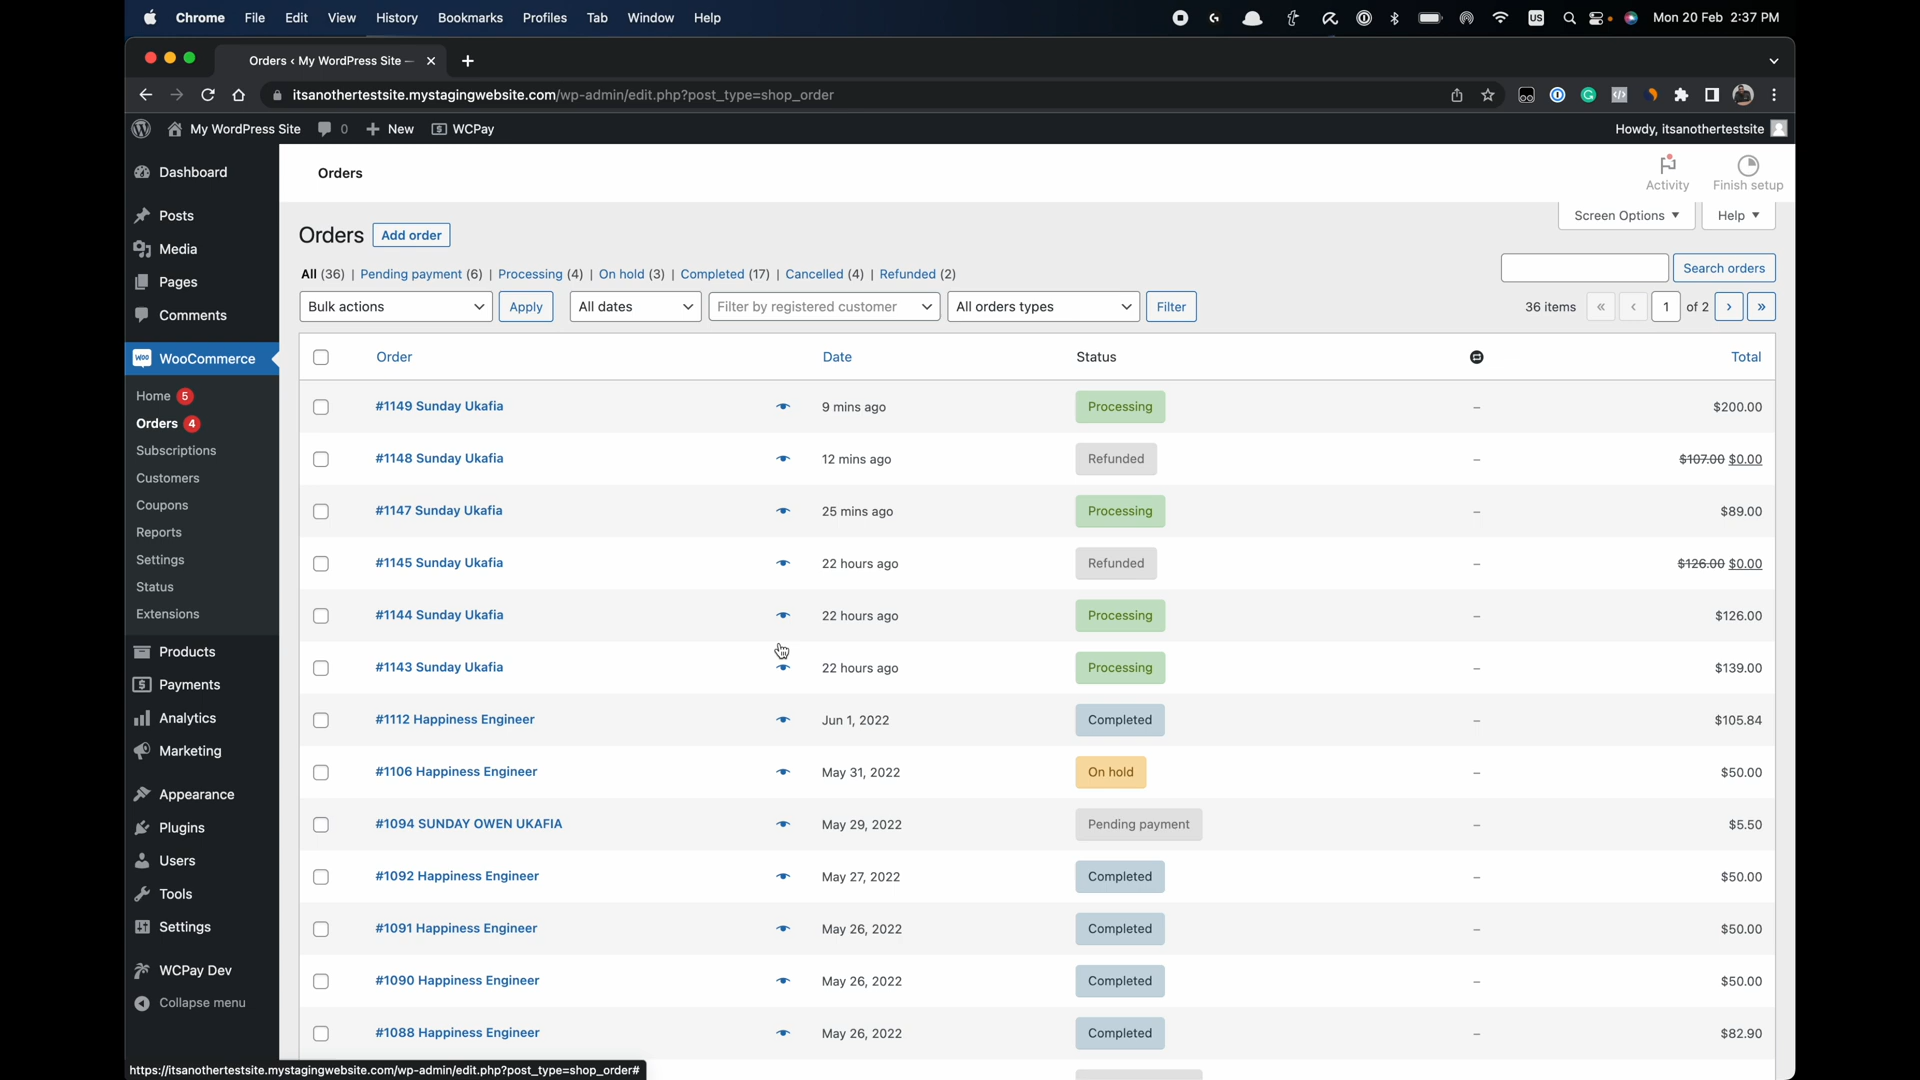 Chrome File Edit View History Bookmarks Profiles Tab Window Help US Mon 20 Feb 2:37 PM
Orders ‹ My WordPress Site —
itsanothertestsite.mystagingwebsite.com/wp-admin/edit.php?post_type=shop_order
My WordPress Site 0 New WCPay Howdy, itsanothertestsite
Dashboard
Posts
Media
Pages
Comments
WooCommerce
Home 5
Orders 4
Subscriptions
Customers
Coupons
Reports
Settings
Status
Extensions
Products
Payments
Analytics
Marketing
Appearance
Plugins
Users
Tools
Settings
WCPay Dev
Collapse menu
Orders
Activity Finish setup
Screen Options Help
Orders Add order
All (36) | Pending payment (6) | Processing (4) | On hold (3) | Completed (17) | Cancelled (4) | Refunded (2)
Search orders
Bulk actions Apply All dates Filter by registered customer All orders types Filter 36 items « ‹ 1 of 2 › »
Order Date Status Total
#1149 Sunday Ukafia 9 mins ago Processing – $200.00
#1148 Sunday Ukafia 12 mins ago Refunded – $107.00 $0.00
#1147 Sunday Ukafia 25 mins ago Processing – $89.00
#1145 Sunday Ukafia 22 hours ago Refunded – $126.00 $0.00
#1144 Sunday Ukafia 22 hours ago Processing – $126.00
#1143 Sunday Ukafia 22 hours ago Processing – $139.00
#1112 Happiness Engineer Jun 1, 2022 Completed – $105.84
#1106 Happiness Engineer May 31, 2022 On hold – $50.00
#1094 SUNDAY OWEN UKAFIA May 29, 2022 Pending payment – $5.50
#1092 Happiness Engineer May 27, 2022 Completed – $50.00
#1091 Happiness Engineer May 26, 2022 Completed – $50.00
#1090 Happiness Engineer May 26, 2022 Completed – $50.00
#1088 Happiness Engineer May 26, 2022 Completed – $82.90
https://itsanothertestsite.mystagingwebsite.com/wp-admin/edit.php?post_type=shop_order#